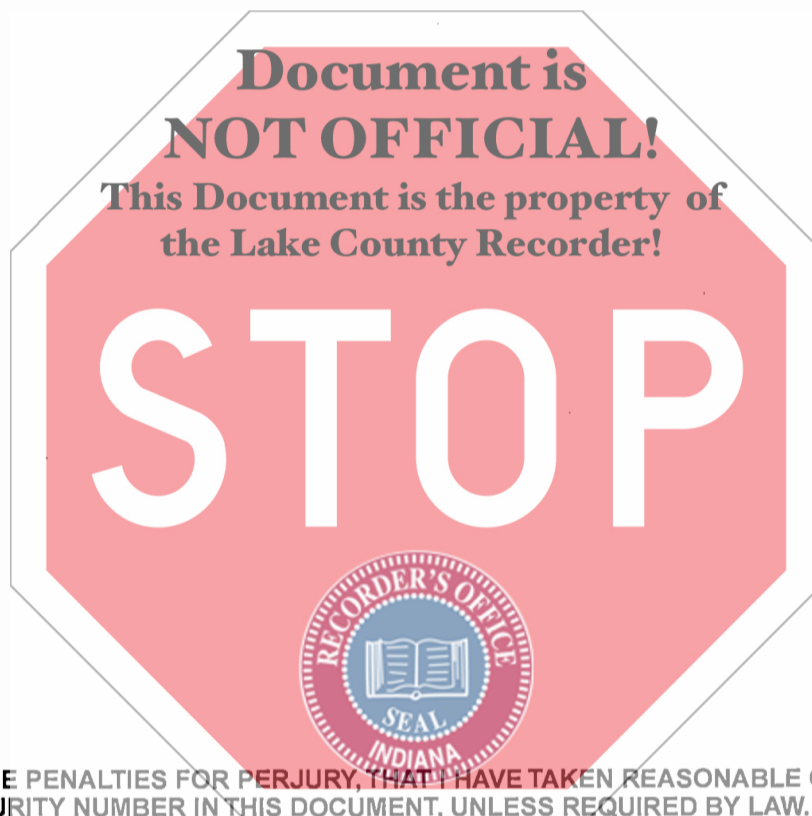 Document is
NOT OFFICIAL!
This Document is the property of
the Lake County Recorder!
STOP
RECORDER'S OFFICE
SEAL
INDIANA
E PENALTIES FOR PERJURY, THAT I HAVE TAKEN REASONABLE
URITY NUMBER IN THIS DOCUMENT, UNLESS REQUIRED BY LAW.